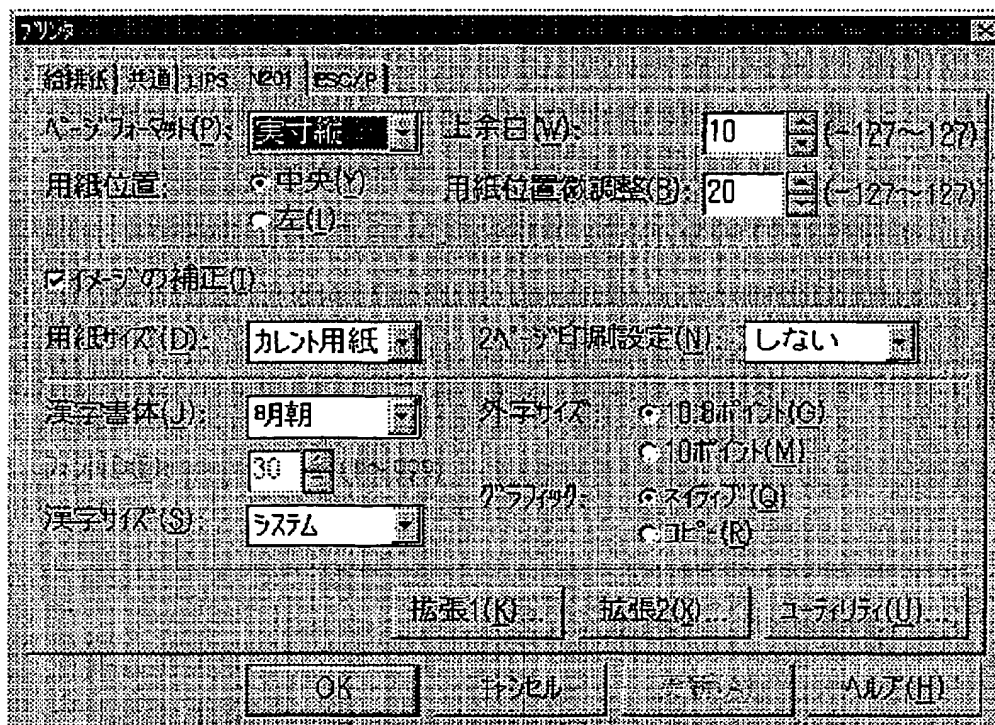 プリンタ
給排紙 共通 LIPS N201 ESC/P
ページフォーマット(P): 実寸縦 上余白(W): 10 (-127～127)
用紙位置: 中央(Y) 用紙位置微調整(B): 20 (-127～127)
左(L)
イメージの補正(I)
用紙サイズ(D): カレント用紙 2ページ印刷設定(N): しない
漢字書体(J): 明朝 外字サイズ: 10.8ポイント(G)
10ポイント(M)
30
グラフィック: ネイティブ(Q)
漢字サイズ(S): システム コピー(R)
拡張1(K)... 拡張2(X)... ユーティリティ(U)...
OK キャンセル ヘルプ(H)